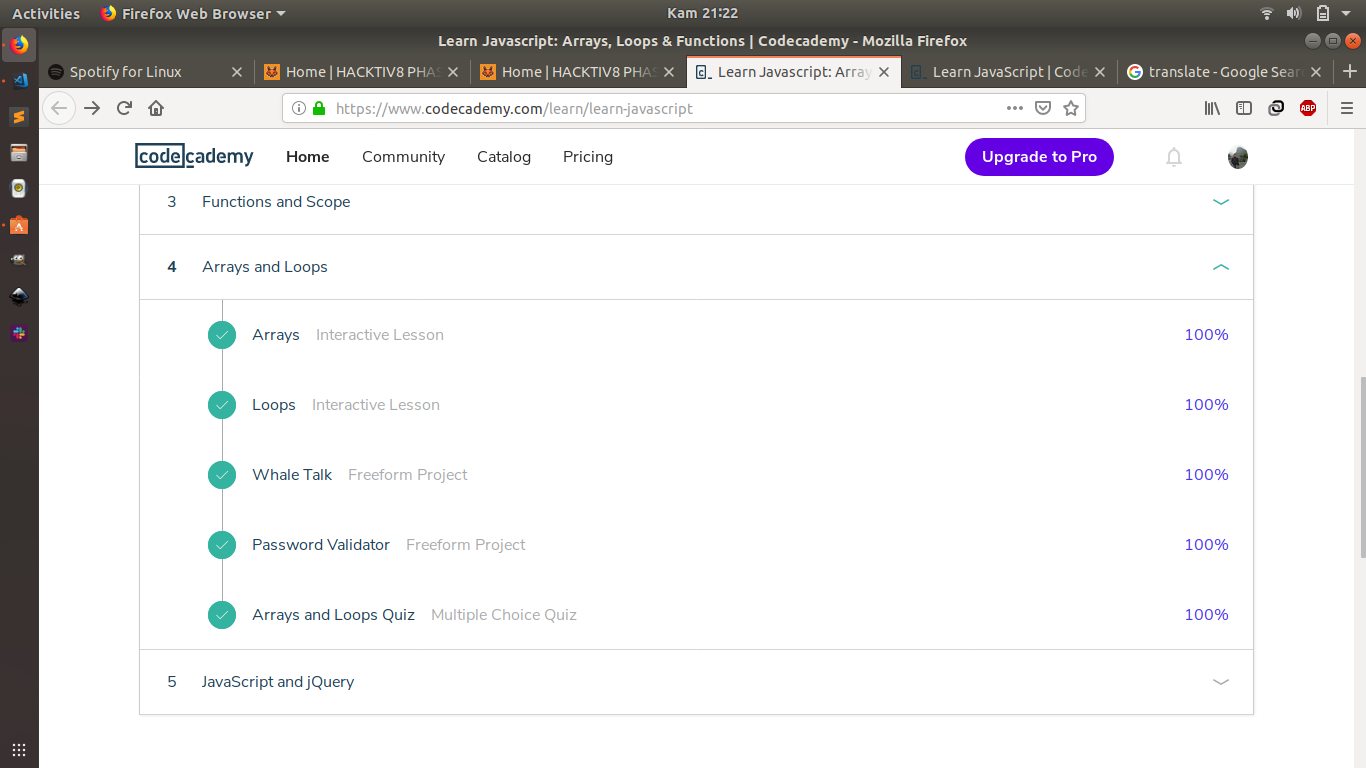 Activities Firefox Web Browser Kam 21:22
Learn Javascript: Arrays, Loops & Functions | Codecademy - Mozilla Firefox
Spotify for Linux Home | HACKTIV8 PHAS Home | HACKTIV8 PHAS Learn Javascript: Array Learn JavaScript | Code translate - Google Sear
https://www.codecademy.com/learn/learn-javascript ABP
codecademy Home Community Catalog Pricing Upgrade to Pro
3 Functions and Scope
4 Arrays and Loops
Arrays Interactive Lesson 100%
Loops Interactive Lesson 100%
Whale Talk Freeform Project 100%
Password Validator Freeform Project 100%
Arrays and Loops Quiz Multiple Choice Quiz 100%
5 JavaScript and jQuery